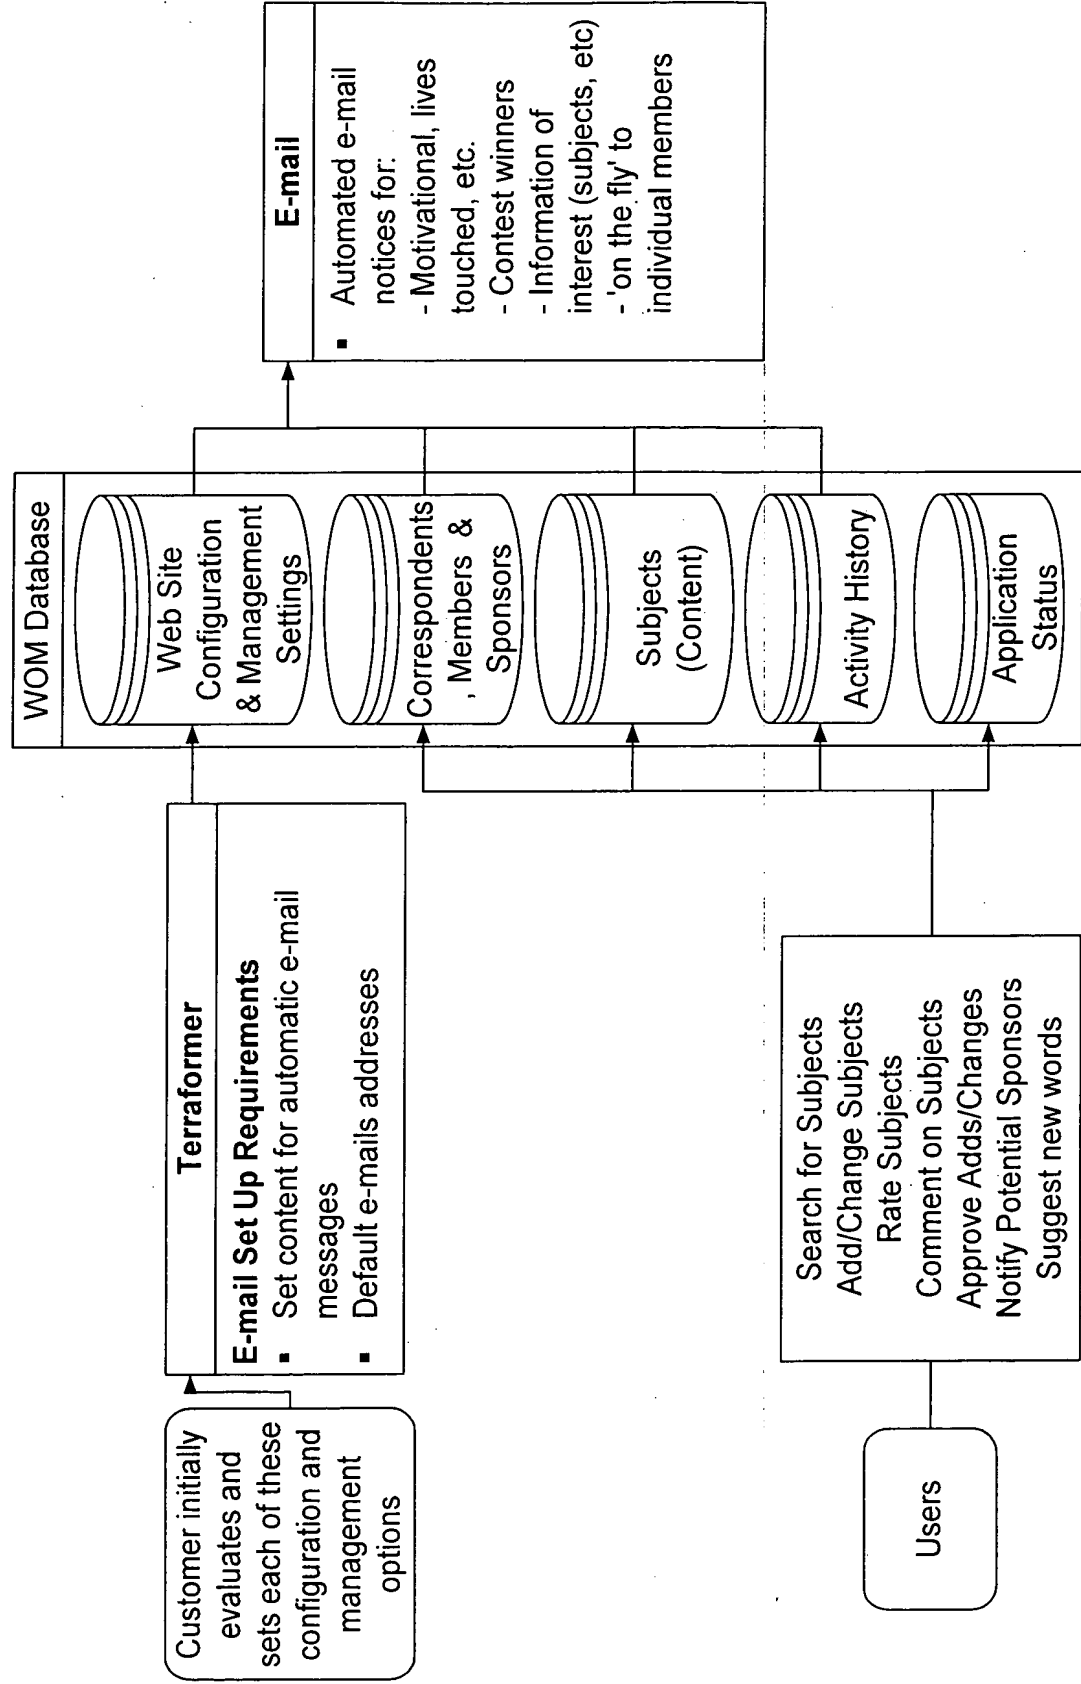 Customer initially
evaluates and
sets each of these
configuration and
management
options
Terraformer
E-mail Set Up Requirements
▪ Set content for automatic e-mail
messages
▪ Default e-mails addresses
WOM Database
Web Site
Configuration
& Management
Settings
Correspondents
, Members &
Sponsors
Subjects
(Content)
Activity History
Application
Status
E-mail
▪ Automated e-mail
notices for:
- Motivational, lives
touched, etc.
- Contest winners
- Information of
interest (subjects, etc)
- 'on the fly' to
individual members
Users
Search for Subjects
Add/Change Subjects
Rate Subjects
Comment on Subjects
Approve Adds/Changes
Notify Potential Sponsors
Suggest new words